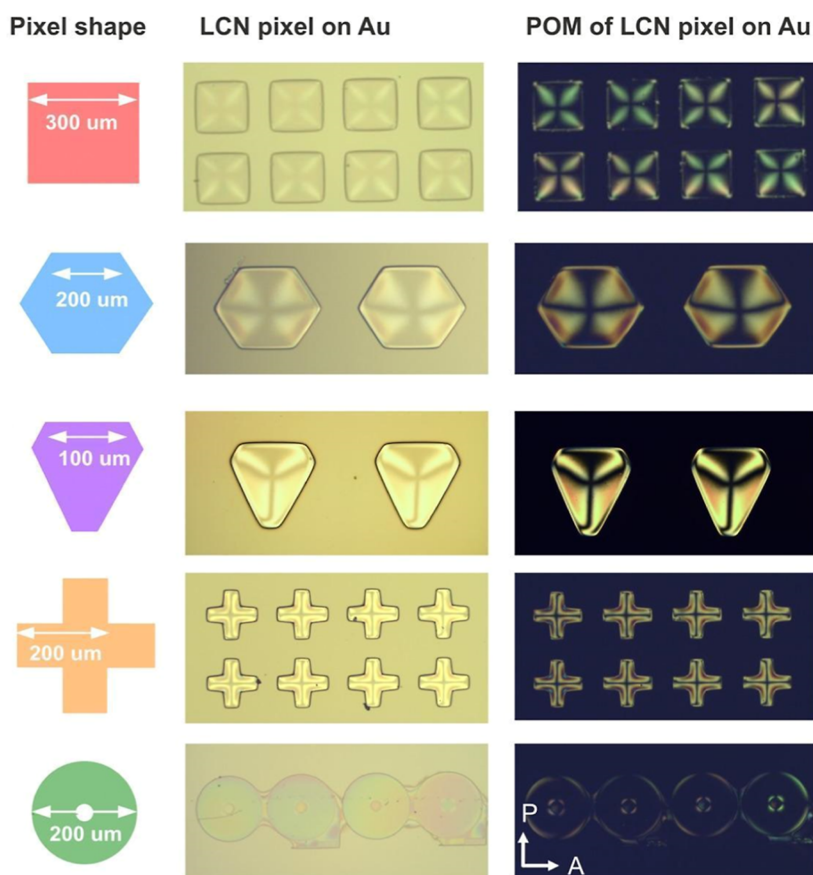 Pixel shape LCN pixel on Au POM of LCN pixel on Au
300 um
200 um
100 um
200 um
200 um
P
A